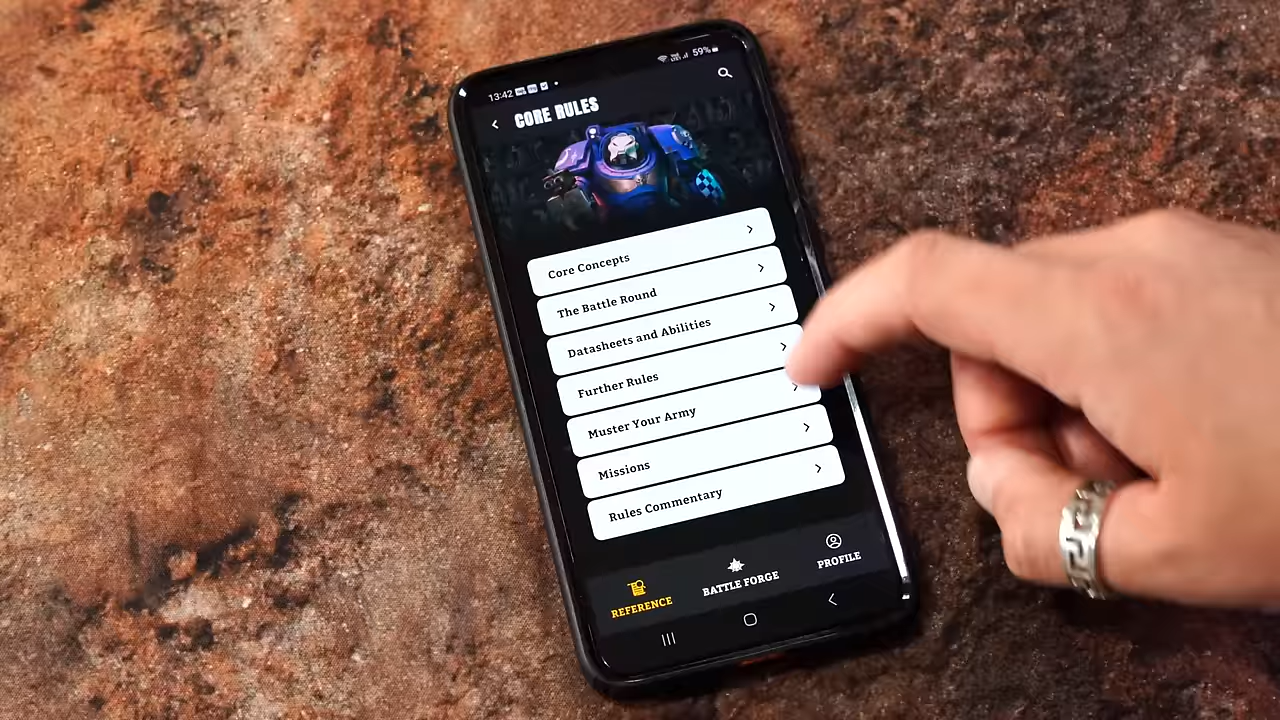 13:42
59%
CORE RULES
Core Concepts
The Battle Round
Datasheets and Abilities
Further Rules
Muster Your Army
Missions
Rules Commentary
REFERENCE
BATTLE FORGE
PROFILE